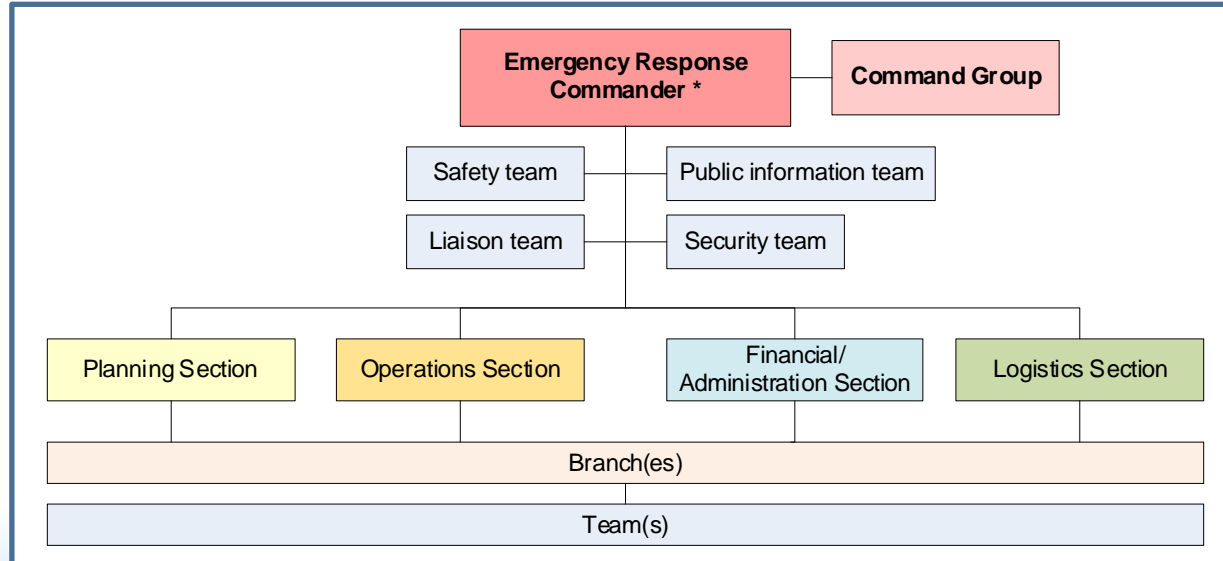 Emergency Response
Commander *
Command Group
Safety team
Public information team
Liaison team
Security team
Planning Section
Operations Section
Financial/
Administration Section
Logistics Section
Branch(es)
Team(s)